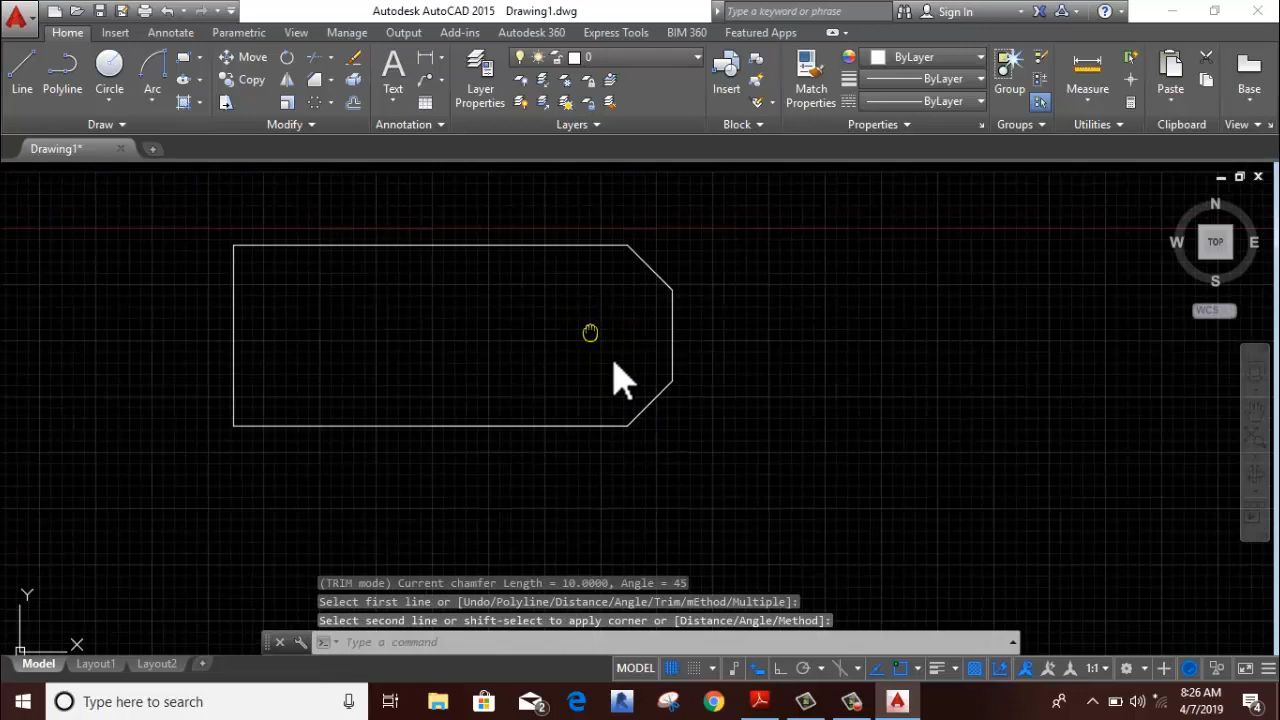 Autodesk AutoCAD 2015 Drawing1.dwg
Type a keyword or phrase
Sign In
Home Insert Annotate Parametric View Manage Output Add-ins Autodesk 360 Express Tools BIM 360 Featured Apps
Line Polyline Circle Arc
Move
Copy
Text
Layer Properties
0
Insert
Match Properties
ByLayer
ByLayer
ByLayer
Group
Measure
Paste
Base
Draw Modify Annotation Layers Block Properties Groups Utilities Clipboard View
Drawing1*
N
W TOP E
S
WCS
(TRIM mode) Current chamfer Length = 10.0000, Angle = 45
Select first line or [Undo/Polyline/Distance/Angle/Trim/mEthod/Multiple]:
Select second line or shift-select to apply corner or [Distance/Angle/Method]:
Type a command
Y
X
Model Layout1 Layout2
MODEL
1:1
Type here to search
2
8:26 AM
4/7/2019
4